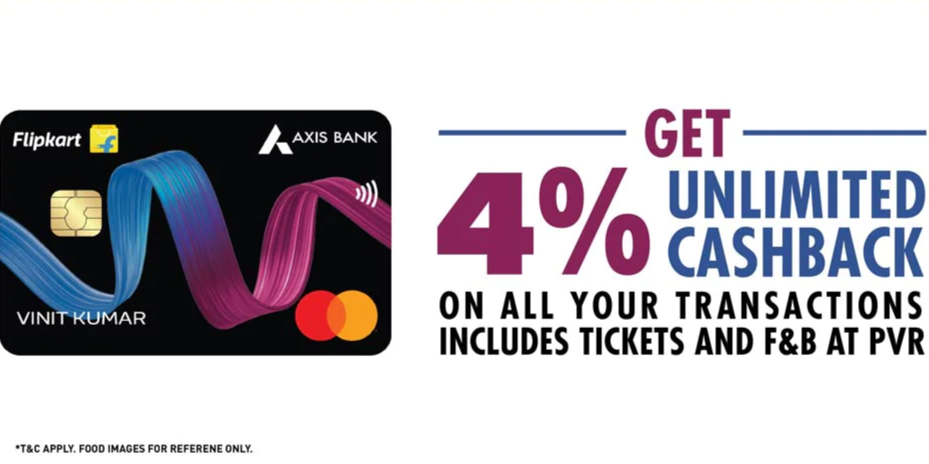 Flipkart
AXIS BANK
VINIT KUMAR
GET
4% UNLIMITED
CASHBACK
ON ALL YOUR TRANSACTIONS
INCLUDES TICKETS AND F&B AT PVR
*T&C APPLY. FOOD IMAGES FOR REFERENE ONLY.